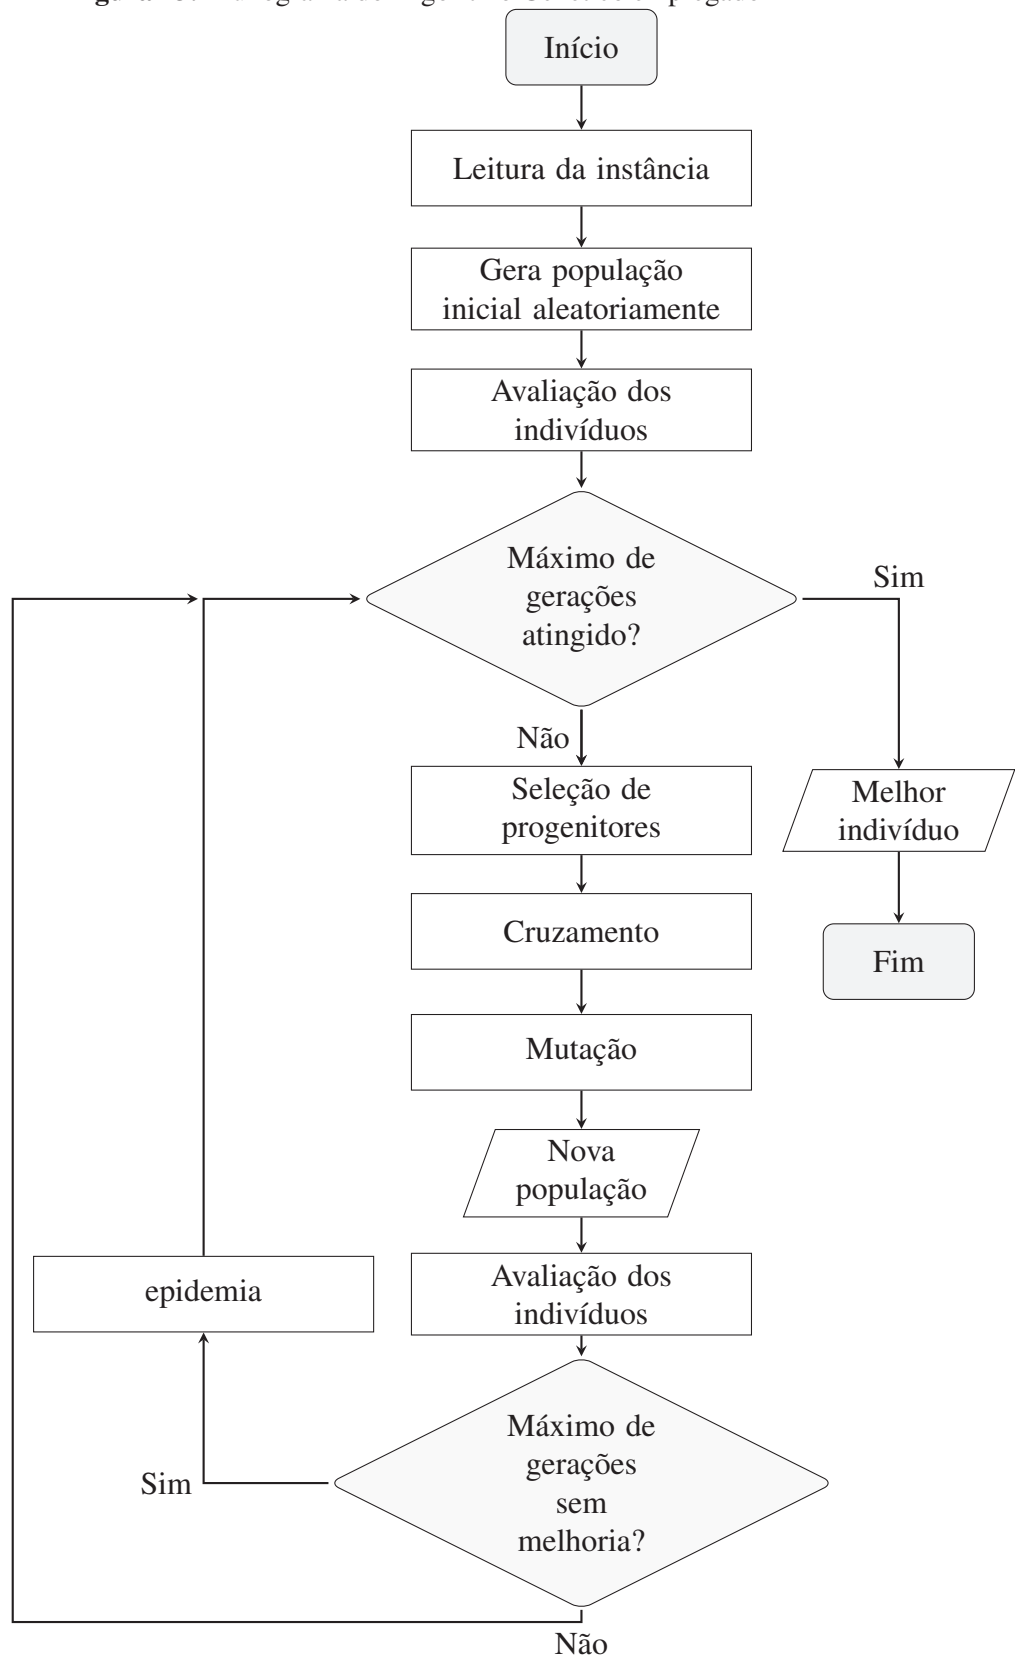 Início
Leitura da instância
Gera população
inicial aleatoriamente
Avaliação dos
indivíduos
Máximo de
gerações
atingido?
Sim
Não
Seleção de
progenitores
Melhor
indivíduo
Cruzamento
Fim
Mutação
Nova
população
epidemia
Avaliação dos
indivíduos
Máximo de
gerações
sem
melhoria?
Sim
Não